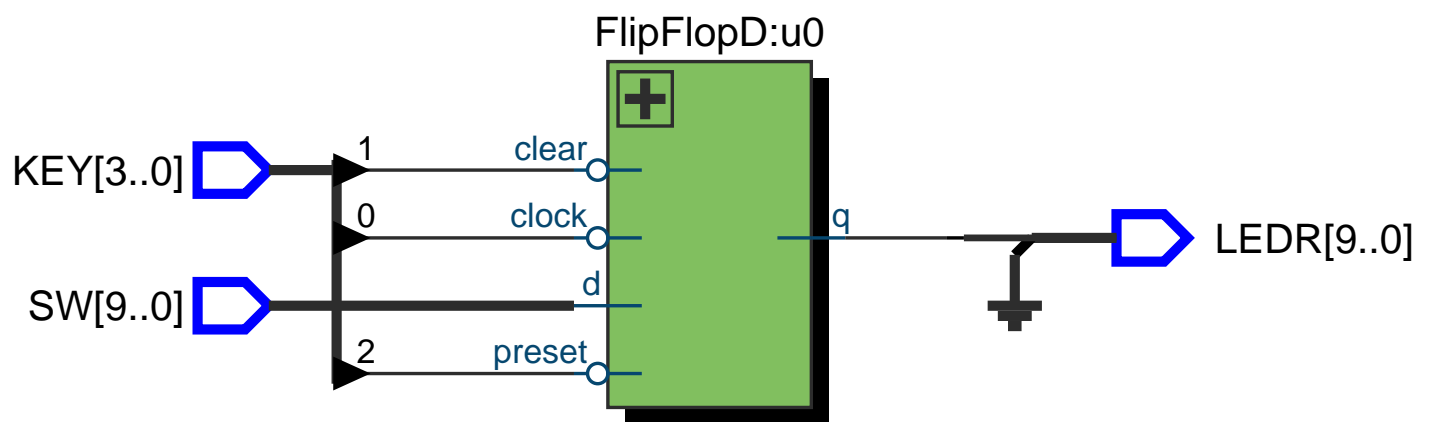 FlipFlopD:u0
KEY[3..0]
1
clear
0
clock
q
LEDR[9..0]
SW[9..0]
d
2
preset